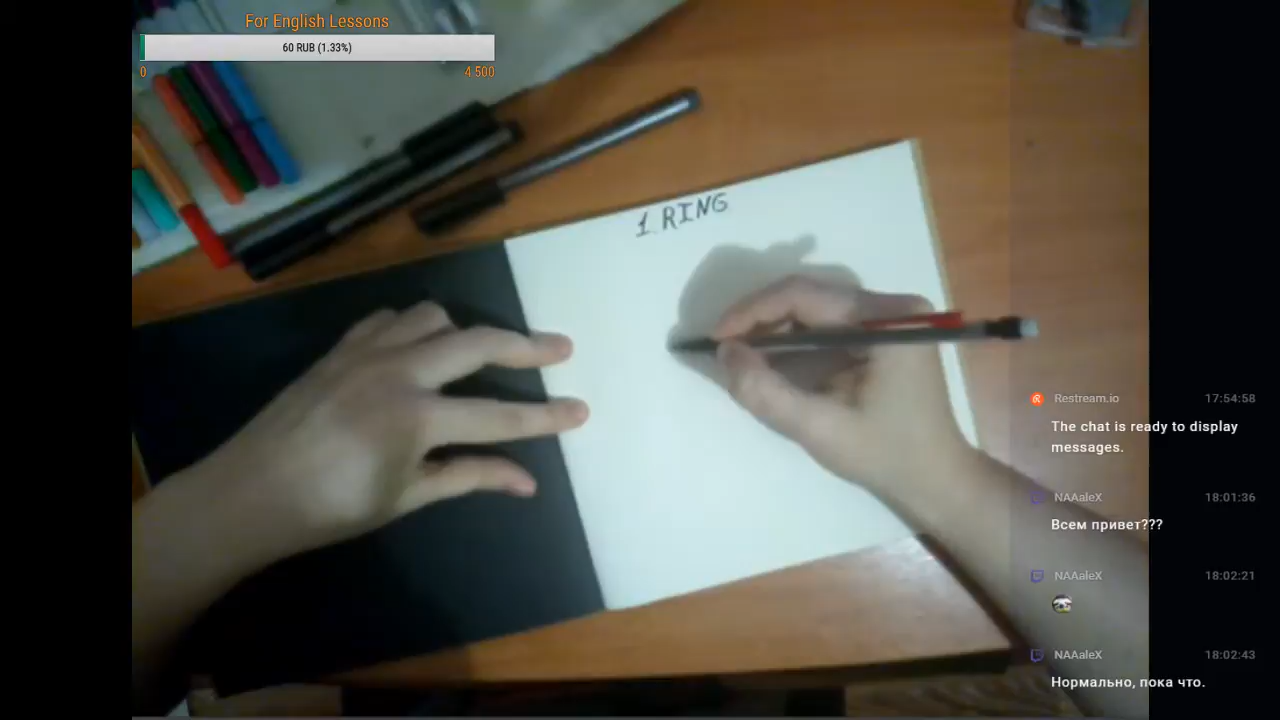 For English Lessons
60 RUB (1.33%)
0 4 500
1. RING
Restream.io 17:54:58
The chat is ready to display
messages.
NAAaleX 18:01:36
Всем привет???
NAAaleX 18:02:21
NAAaleX 18:02:43
Нормально, пока что.